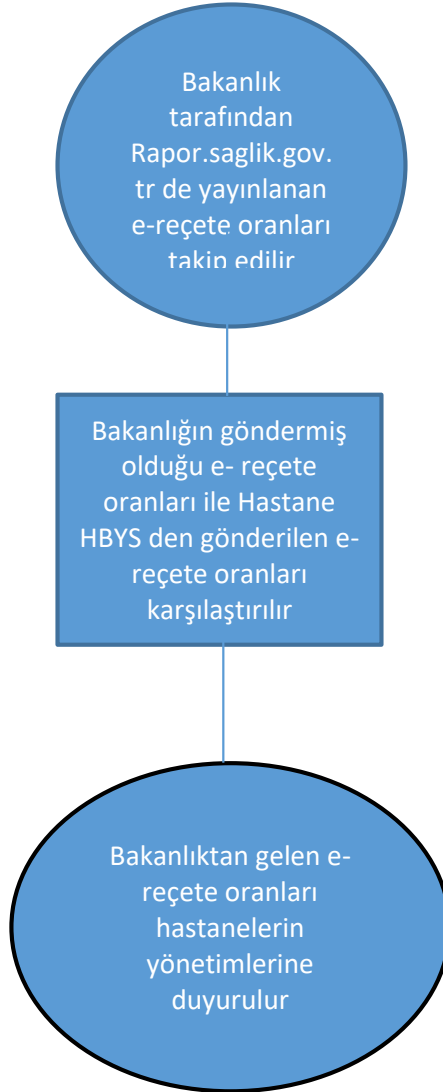 Bakanlık
tarafından
Rapor.saglik.gov.
tr de yayınlanan
e-reçete oranları
takip edilir
Bakanlığın göndermiş
olduğu e- reçete
oranları ile Hastane
HBYS den gönderilen e-
reçete oranları
karşılaştırılır
Bakanlıktan gelen e-
reçete oranları
hastanelerin
yönetimlerine
duyurulur